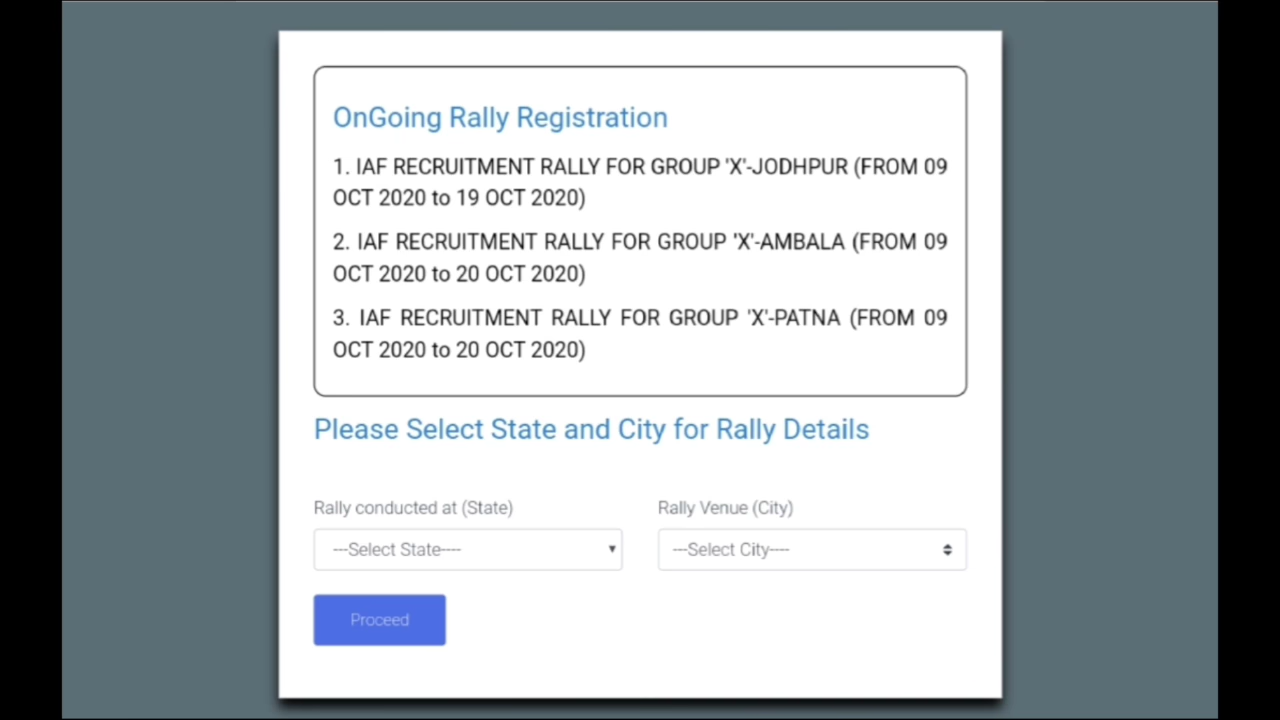 OnGoing Rally Registration
1. IAF RECRUITMENT RALLY FOR GROUP 'X'-JODHPUR (FROM 09
OCT 2020 to 19 OCT 2020)
2. IAF RECRUITMENT RALLY FOR GROUP 'X'-AMBALA (FROM 09
OCT 2020 to 20 OCT 2020)
3. IAF RECRUITMENT RALLY FOR GROUP 'X'-PATNA (FROM 09
OCT 2020 to 20 OCT 2020)
Please Select State and City for Rally Details
Rally conducted at (State) Rally Venue (City)
---Select State---- ---Select City----
Proceed